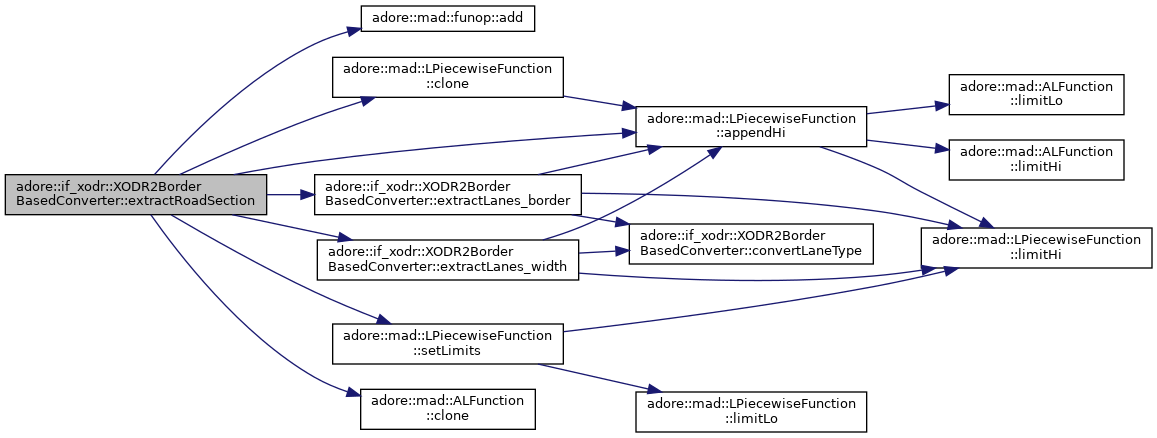 adore::if_xodr::XODR2Border
BasedConverter::extractRoadSection
adore::mad::funop::add
adore::mad::LPiecewiseFunction
::clone
adore::if_xodr::XODR2Border
BasedConverter::extractLanes_border
adore::if_xodr::XODR2Border
BasedConverter::extractLanes_width
adore::mad::LPiecewiseFunction
::setLimits
adore::mad::ALFunction
::clone
adore::mad::LPiecewiseFunction
::appendHi
adore::if_xodr::XODR2Border
BasedConverter::convertLaneType
adore::mad::LPiecewiseFunction
::limitLo
adore::mad::ALFunction
::limitLo
adore::mad::ALFunction
::limitHi
adore::mad::LPiecewiseFunction
::limitHi